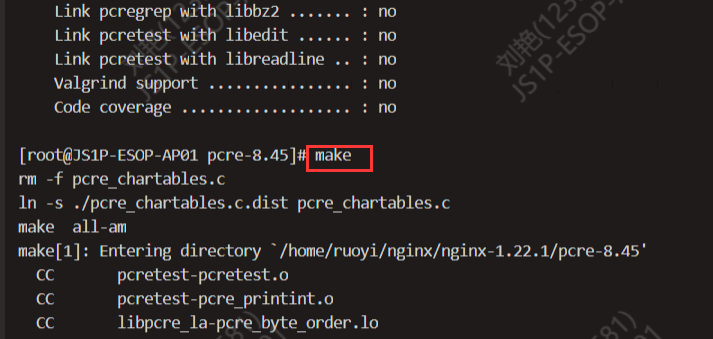 Link pcregrep with libbz2 ....... : no
Link pcretest with libedit ...... : no
Link pcretest with libreadline .. : no
Valgrind support ................ : no
Code coverage ................... : no
[root@JS1P-ESOP-AP01 pcre-8.45]# make
rm -f pcre_chartables.c
ln -s ./pcre_chartables.c.dist pcre_chartables.c
make  all-am
make[1]: Entering directory `/home/ruoyi/nginx/nginx-1.22.1/pcre-8.45'
CC       pcretest-pcretest.o
CC       pcretest-pcre_printint.o
CC       libpcre_la-pcre_byte_order.lo